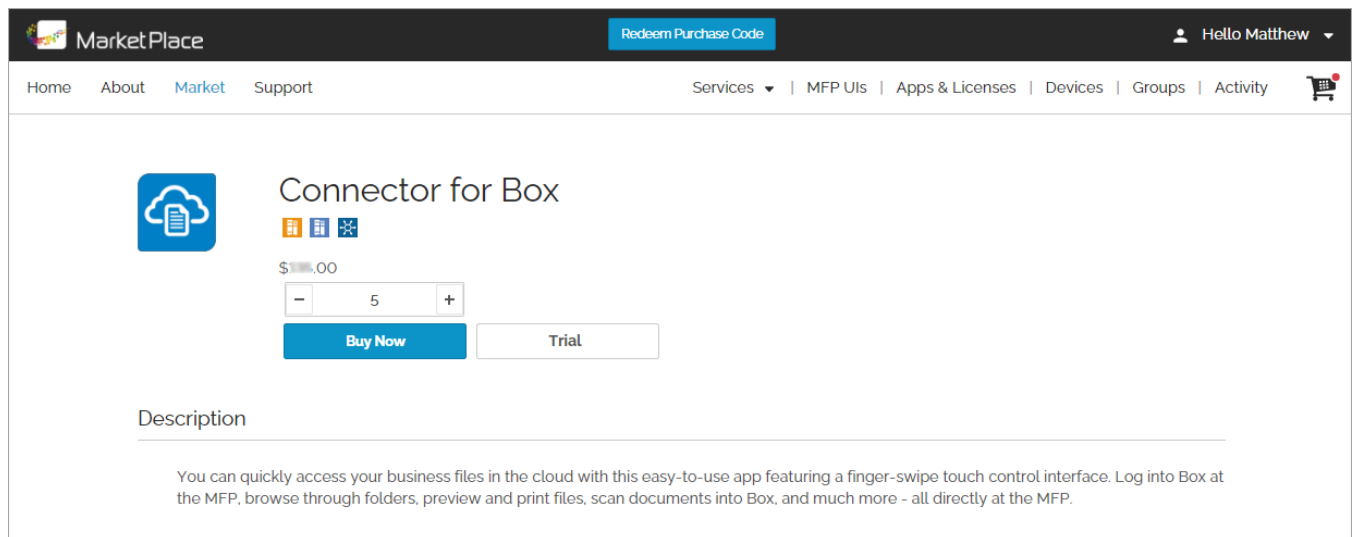 MarketPlace
Redeem Purchase Code
Hello Matthew
Home About Market Support Services | MFP UIs | Apps & Licenses | Devices | Groups | Activity
Connector for Box
$ .00
- 5 +
Buy Now Trial
Description
You can quickly access your business files in the cloud with this easy-to-use app featuring a finger-swipe touch control interface. Log into Box at
the MFP, browse through folders, preview and print files, scan documents into Box, and much more - all directly at the MFP.